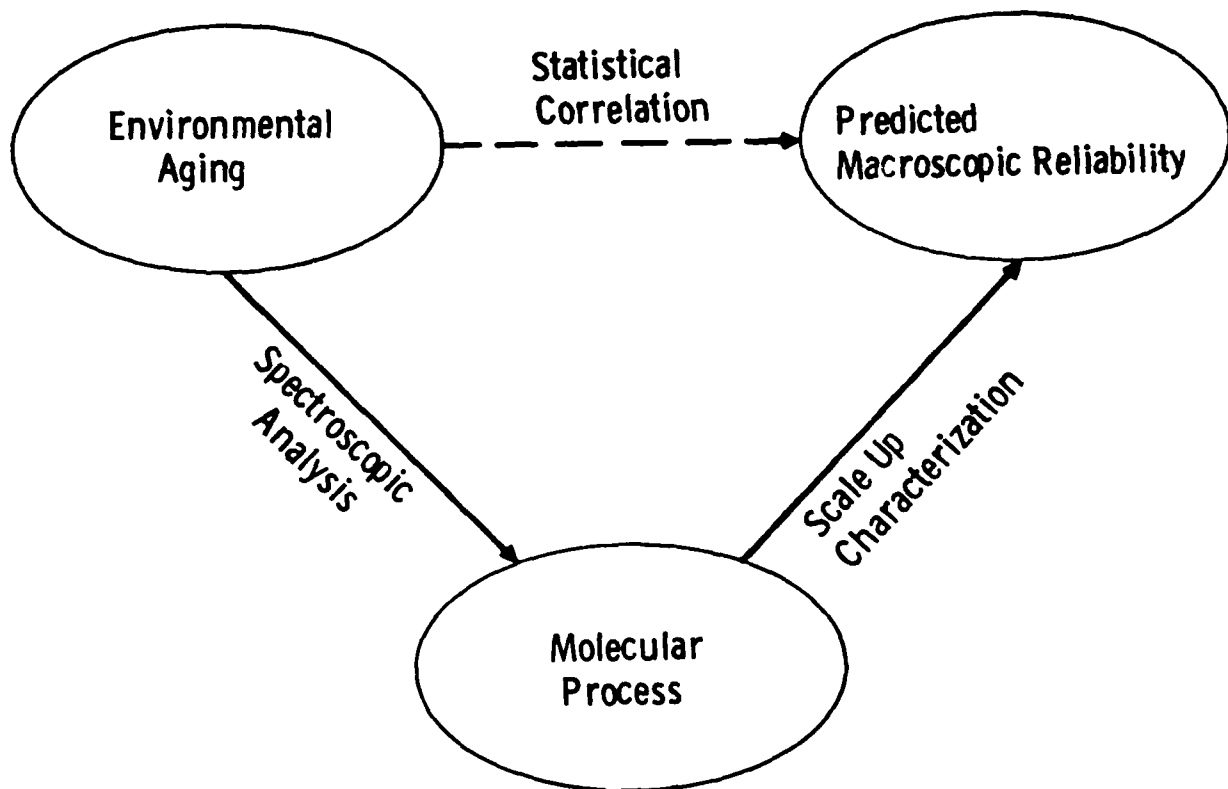 Statistical
Correlation
Environmental
Aging
Predicted
Macroscopic Reliability
Spectroscopic
Analysis
Scale Up
Characterization
Molecular
Process